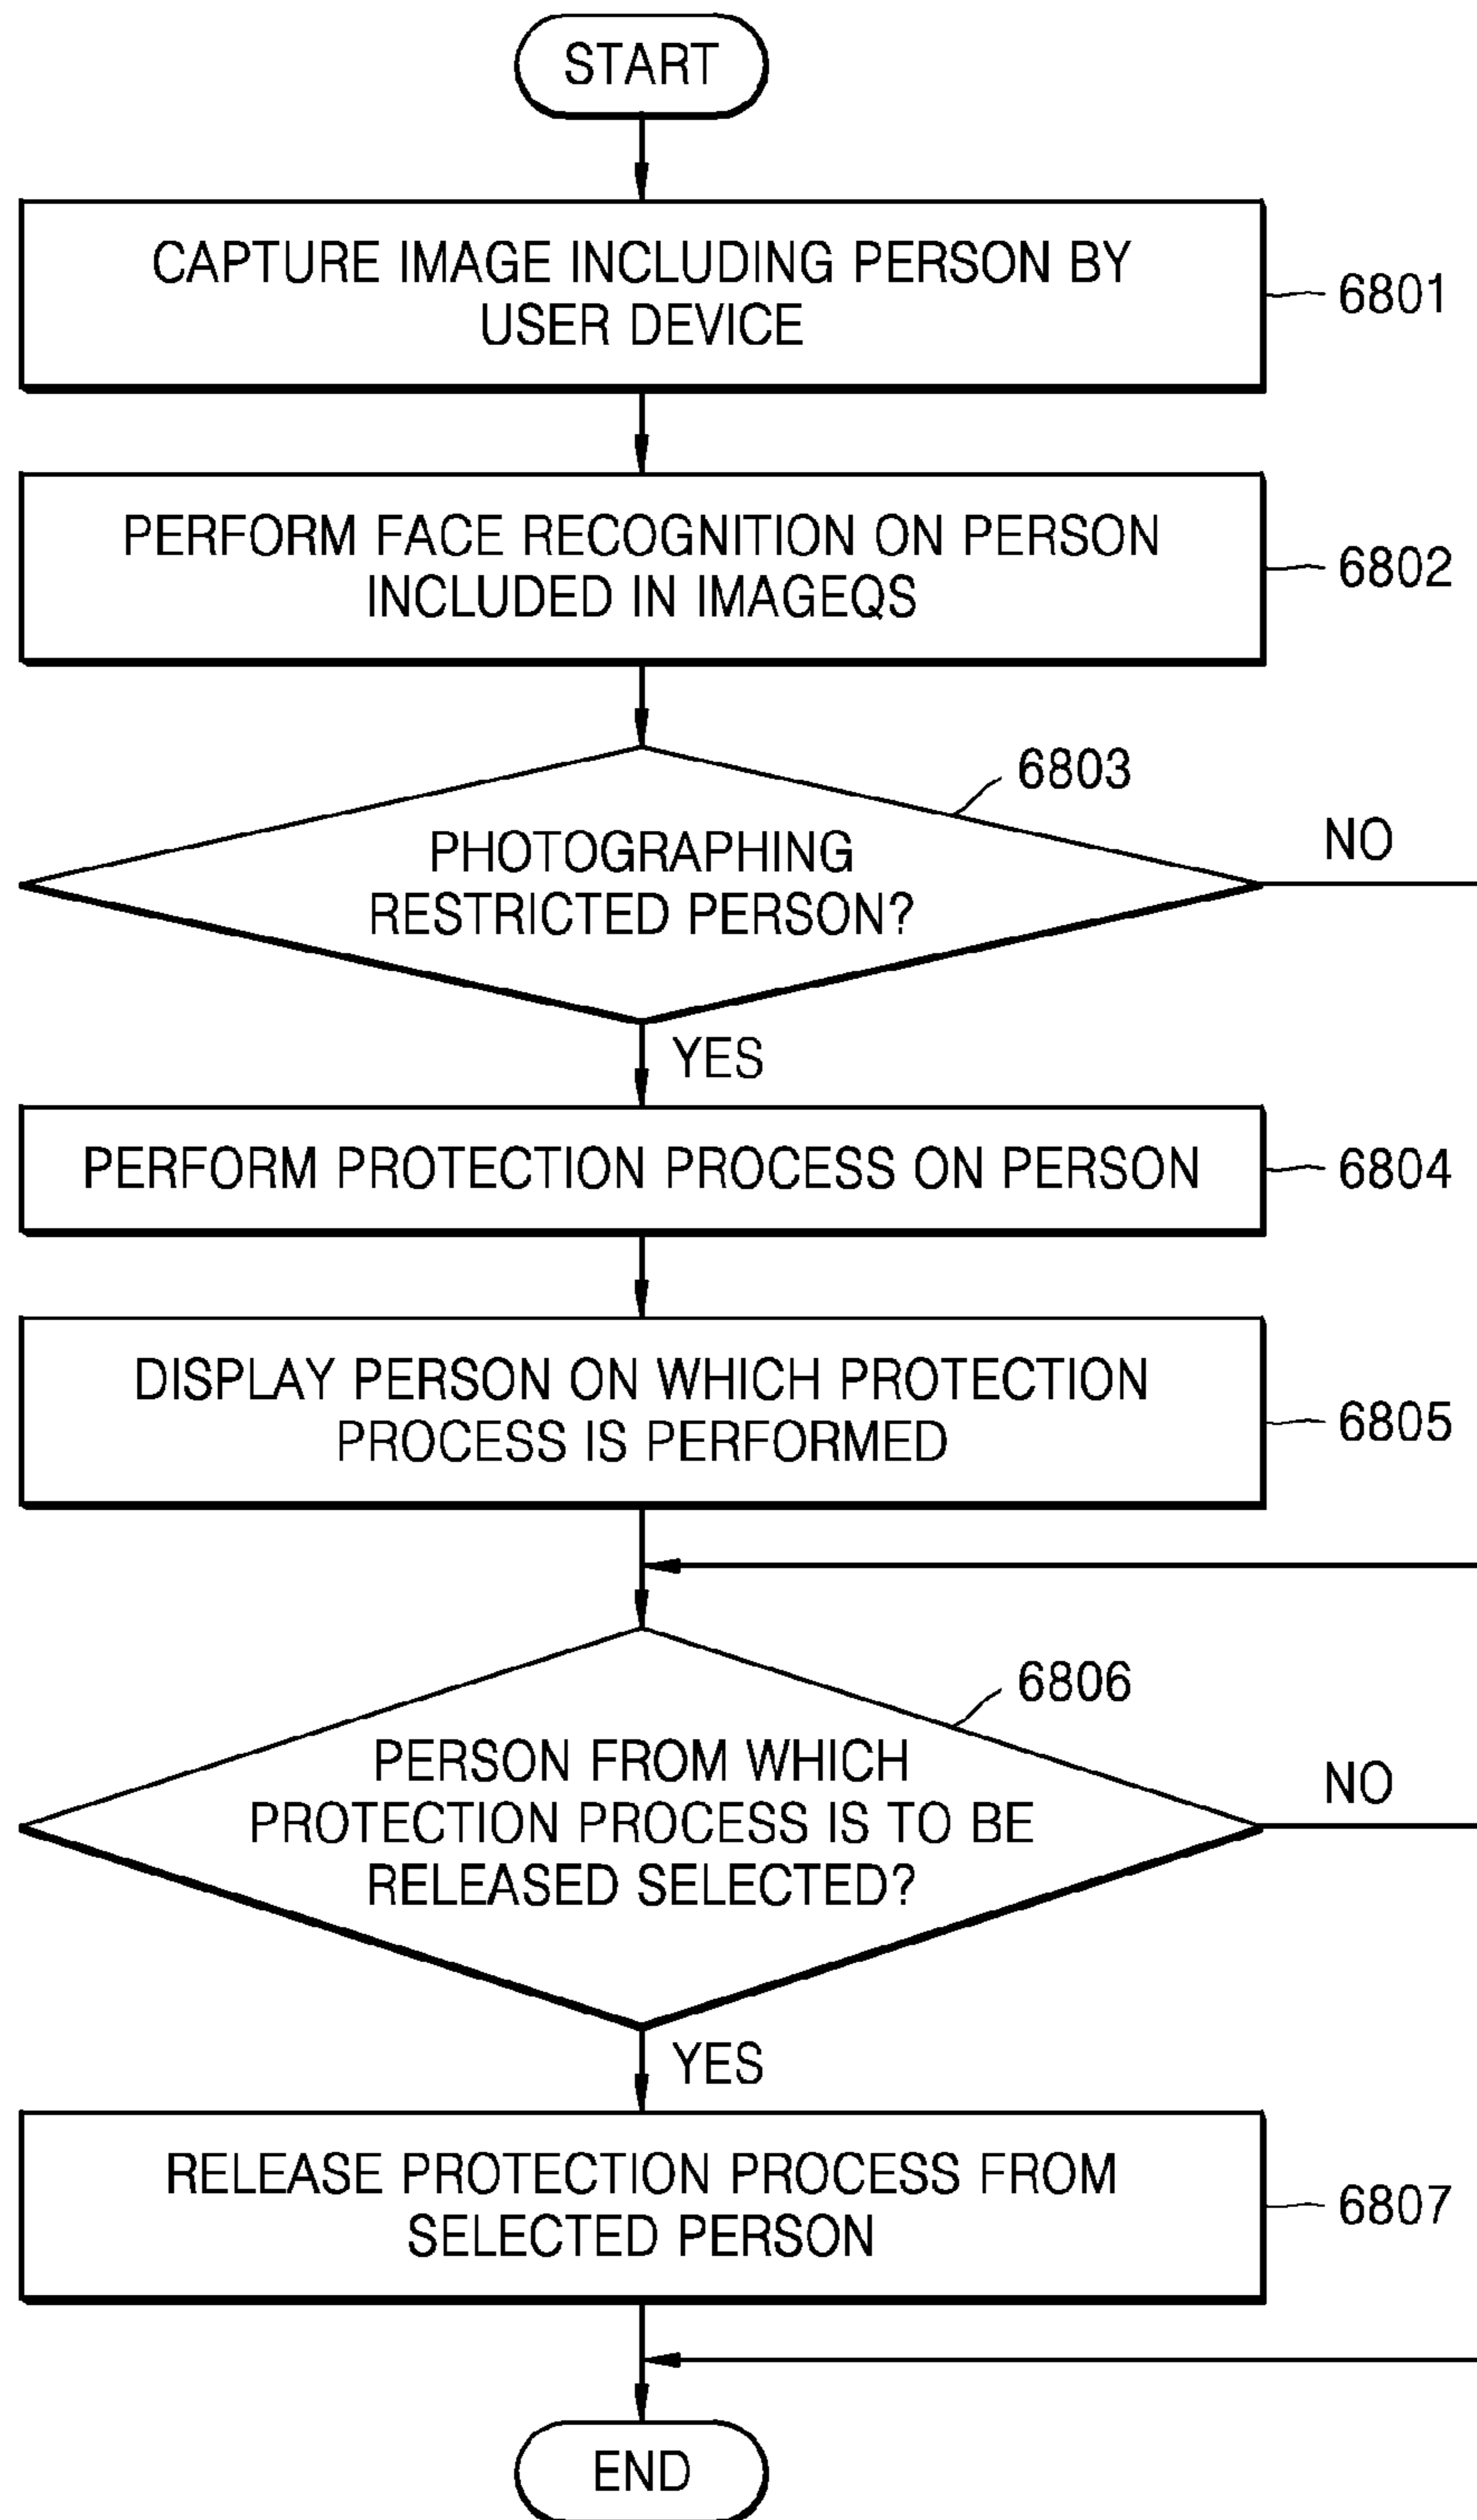 START
CAPTURE IMAGE INCLUDING PERSON BY
USER DEVICE
6801
PERFORM FACE RECOGNITION ON PERSON
INCLUDED IN IMAGEQS
6802
6803
PHOTOGRAPHING
RESTRICTED PERSON?
NO
YES
PERFORM PROTECTION PROCESS ON PERSON
6804
DISPLAY PERSON ON WHICH PROTECTION
PROCESS IS PERFORMED
6805
6806
PERSON FROM WHICH
PROTECTION PROCESS IS TO BE
RELEASED SELECTED?
NO
YES
RELEASE PROTECTION PROCESS FROM
SELECTED PERSON
6807
END